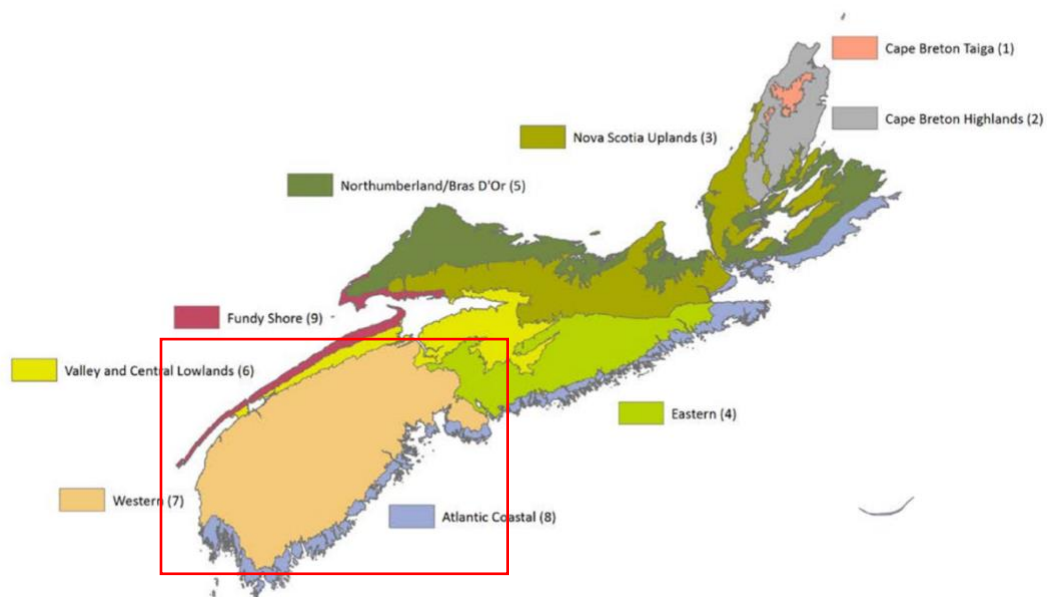 Cape Breton Taiga (1)
Cape Breton Highlands (2)
Nova Scotia Uplands (3)
Northumberland/Bras D'Or (5)
Fundy Shore (9)
Valley and Central Lowlands (6)
Eastern (4)
Western (7)
Atlantic Coastal (8)